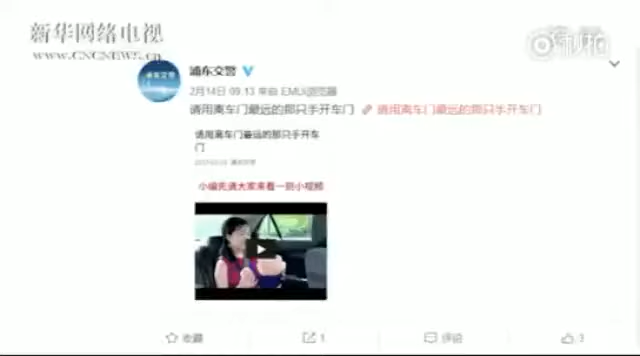 新华网络电视
WWW.CNCNEWS.cn
秒拍
浦东交警
2月14日 09:13 来自 EMUI浏览器
请用离车门最远的那只手开车门 请用离车门最远的那只手开车门
请用离车门最远的那只手开车
门
小编先请大家来看一则小视频
收藏
1
评论
3